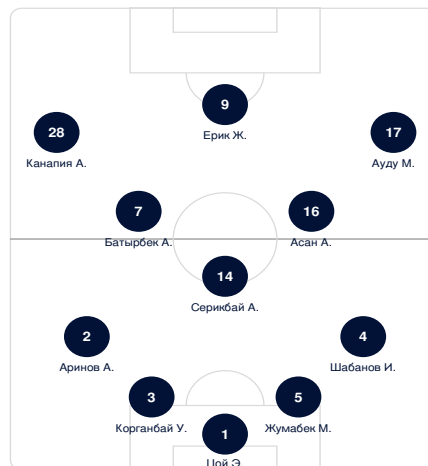 9
Ерик Ж.
28
Канапия А.
17
Ауду М.
7
Батырбек А.
16
Асан А.
14
Серикбай А.
2
Аринов А.
4
Шабанов И.
3
Корганбай У.
5
Жумабек М.
1
Цой Э.